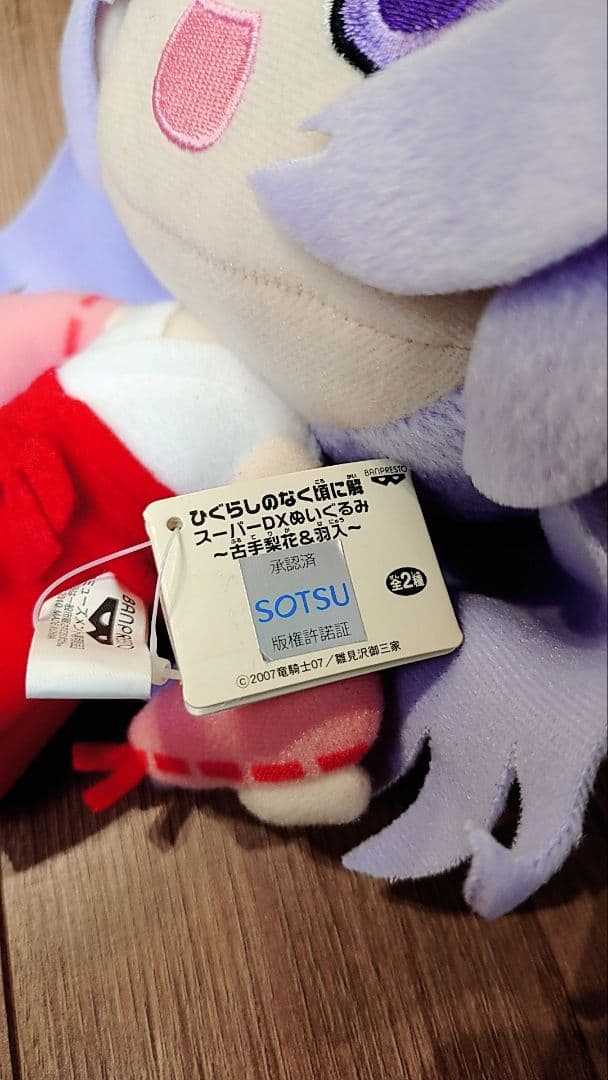 BANPRESTO
ひぐらしのなく頃に解
スーパーDXぬいぐるみ
～古手梨花&羽入～
承認済
SOTSU
版権許諾証
全2種
©2007竜騎士07／雛見沢御三家
BANPRESTO